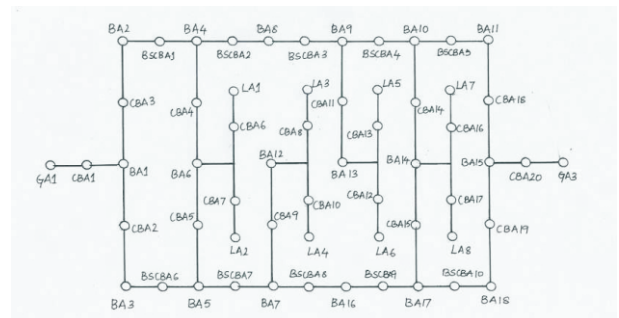 BA2 BA4 BA8 BA9 BA10 BA11
BSCBA1 BSCBA2 BSCBA3 BSCBA4 BSCBA5
LA1 LA3 LA5 LA7
CBA3 CBA4 CBA11 CBA14 CBA18
CBA6 CBA8 CBA13 CBA16
GA1 CBA1 BA1 BA6 BA12 BA13 BA14 BA15 CBA20 GA3
CBA7 CBA10 CBA12 CBA17
CBA2 CBA5 CBA9 CBA15 CBA19
LA2 LA4 LA6 LA8
BSCBA6 BSCBA7 BSCBA8 BSCBA9 BSCBA10
BA3 BA5 BA7 BA16 BA17 BA18